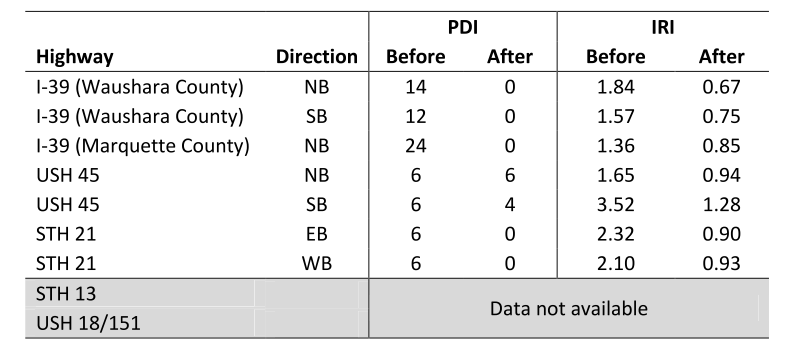 PDI IRI
Highway Direction Before After Before After
I-39 (Waushara County) NB 14 0 1.84 0.67
I-39 (Waushara County) SB 12 0 1.57 0.75
I-39 (Marquette County) NB 24 0 1.36 0.85
USH 45 NB 6 6 1.65 0.94
USH 45 SB 6 4 3.52 1.28
STH 21 EB 6 0 2.32 0.90
STH 21 WB 6 0 2.10 0.93
STH 13
Data not available
USH 18/151